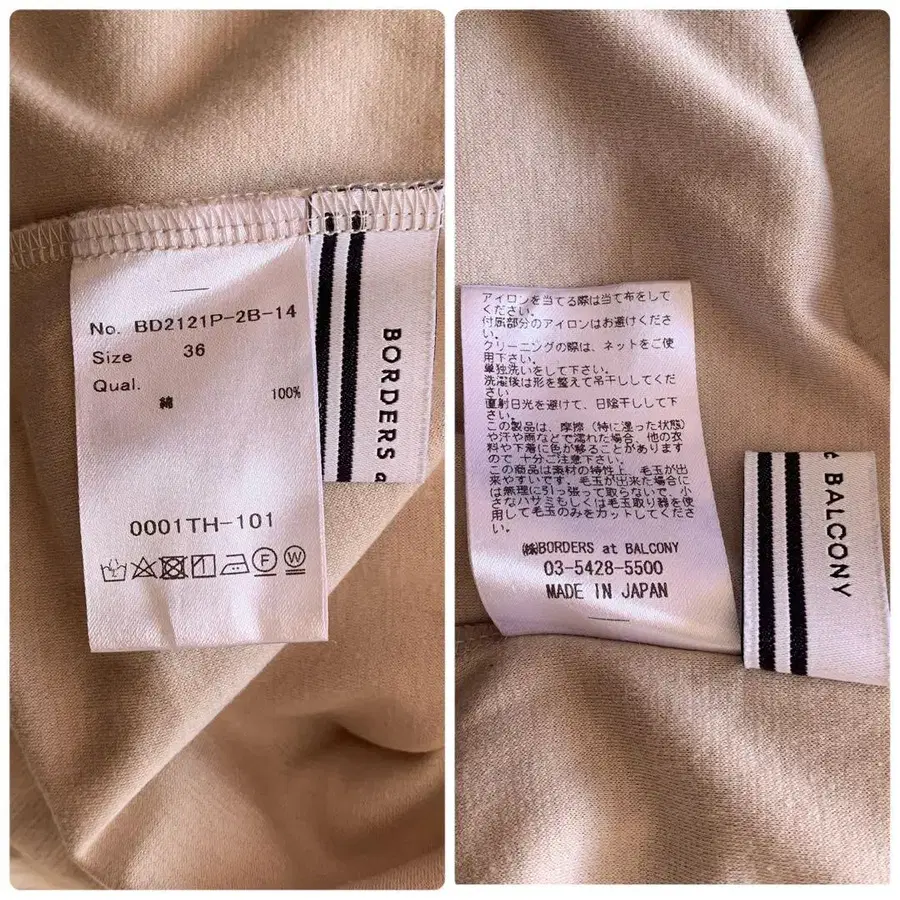 No. BD2121P-2B-14
Size 36
Qual.
綿 100%
0001TH-101
F W
BORDERS a
アイロンを当てる際は当て布をして
ください。
付属部分のアイロンはお避けくださ
い。
クリーニングの際は、ネットをご使
用下さい。
単独洗いをして下さい。
洗濯後は形を整えて吊干ししてくだ
さい。
直射日光を避けて、日陰干しして下
さい。
この製品は、摩擦（特に湿った状態）
や汗や雨などで濡れた場合、他の衣
料や下着に色が移ることがあります
ので 十分ご注意下さい。
この商品は素材の特性上、毛玉が出
来やすいです。毛玉が出来た場合に
は無理に引っ張って取らないで、小
さなハサミもしくは毛玉取り器を使
用して毛玉のみをカットしてくださ
い。
㈱BORDERS at BALCONY
03-5428-5500
MADE IN JAPAN
BALCONY